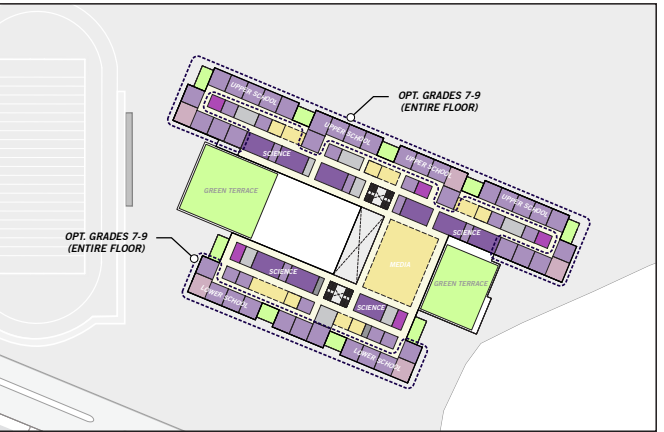 OPT. GRADES 7-9
(ENTIRE FLOOR)
UPPER SCHOOL
UPPER SCHOOL
UPPER SCHOOL
UPPER SCHOOL
SCIENCE
SCIENCE
GREEN TERRACE
OPT. GRADES 7-9
(ENTIRE FLOOR)
MEDIA
SCIENCE
GREEN TERRACE
LOWER SCHOOL
SCIENCE
LOWER SCHOOL